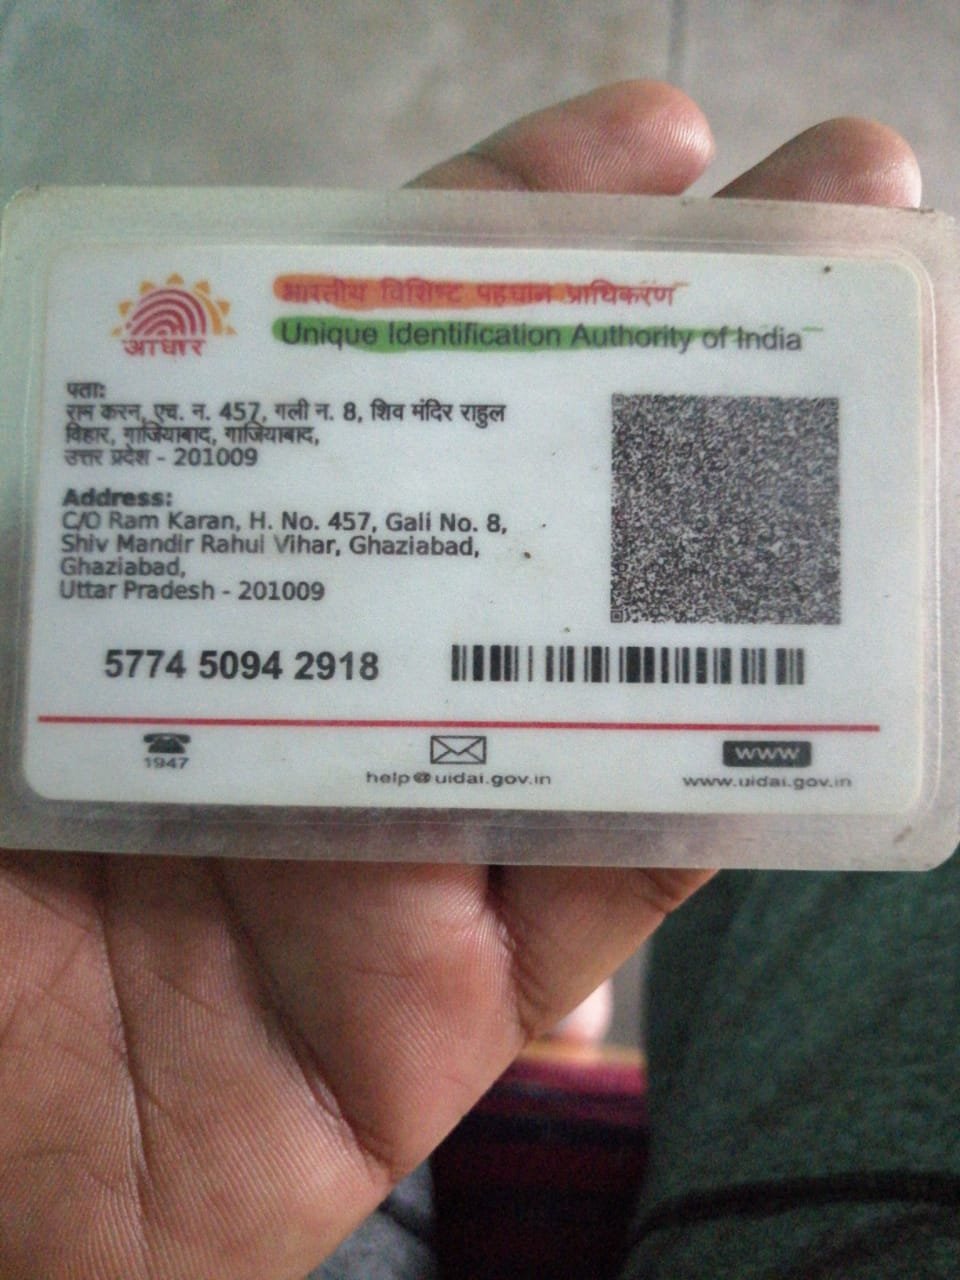 आधार
भारतीय विशिष्ट पहचान प्राधिकरण
Unique Identification Authority of India
पता:
राम करन, एच. न. 457, गली न. 8, शिव मंदिर राहुल
विहार, गाजियाबाद, गाजियाबाद,
उत्तर प्रदेश - 201009
Address:
C/O Ram Karan, H. No. 457, Gali No. 8,
Shiv Mandir Rahul Vihar, Ghaziabad,
Ghaziabad,
Uttar Pradesh - 201009
5774 5094 2918
1947
help@uidai.gov.in
www
www.uidai.gov.in